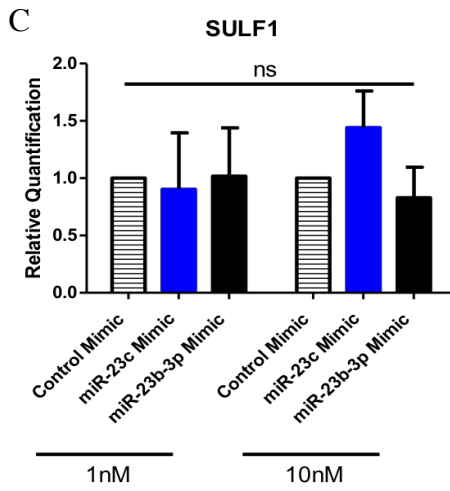 C
SULF1
ns
Relative Quantification
2.0
1.5
1.0
0.5
0.0
Control Mimic
miR-23c Mimic
miR-23b-3p Mimic
Control Mimic
miR-23c Mimic
miR-23b-3p Mimic
1nM
10nM